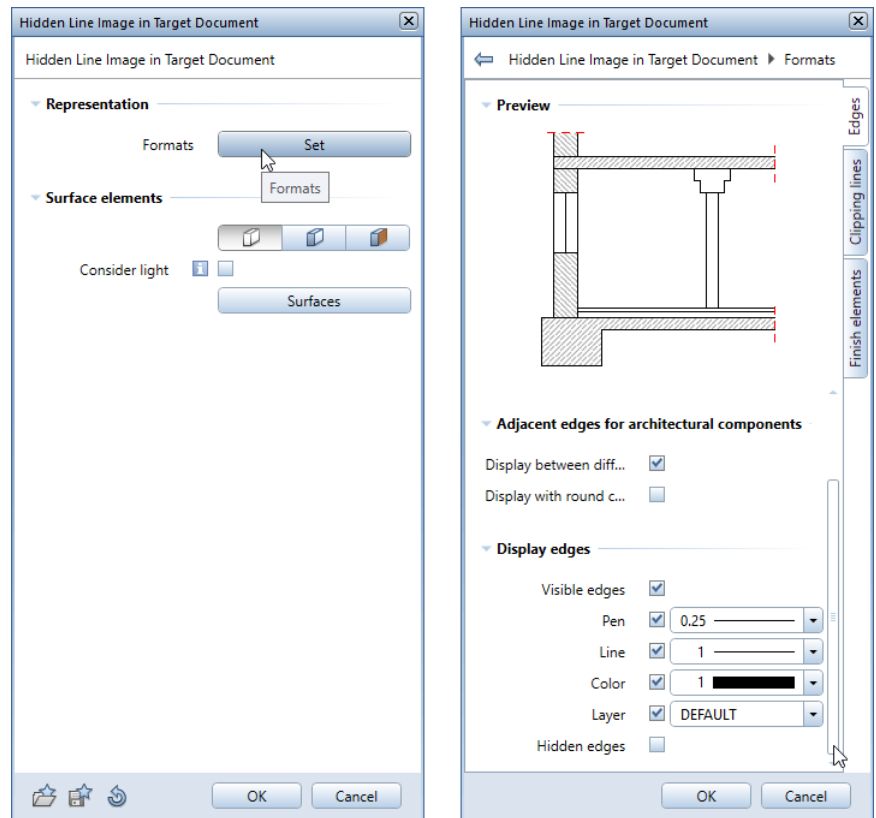 Hidden Line Image in Target Document
Hidden Line Image in Target Document
Representation
Formats Set
Formats
Surface elements
Consider light i
Surfaces
OK Cancel
Hidden Line Image in Target Document
Hidden Line Image in Target Document Formats
Edges
Clipping lines
Finish elements
Preview
Adjacent edges for architectural components
Display between diff...
Display with round c...
Display edges
Visible edges
Pen 0.25
Line 1
Color 1
Layer DEFAULT
Hidden edges
OK Cancel